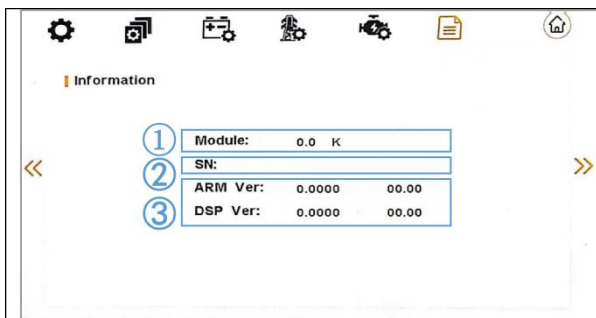 Information
① Module: 0.0 K
② SN:
③ ARM Ver: 0.0000 00.00
DSP Ver: 0.0000 00.00